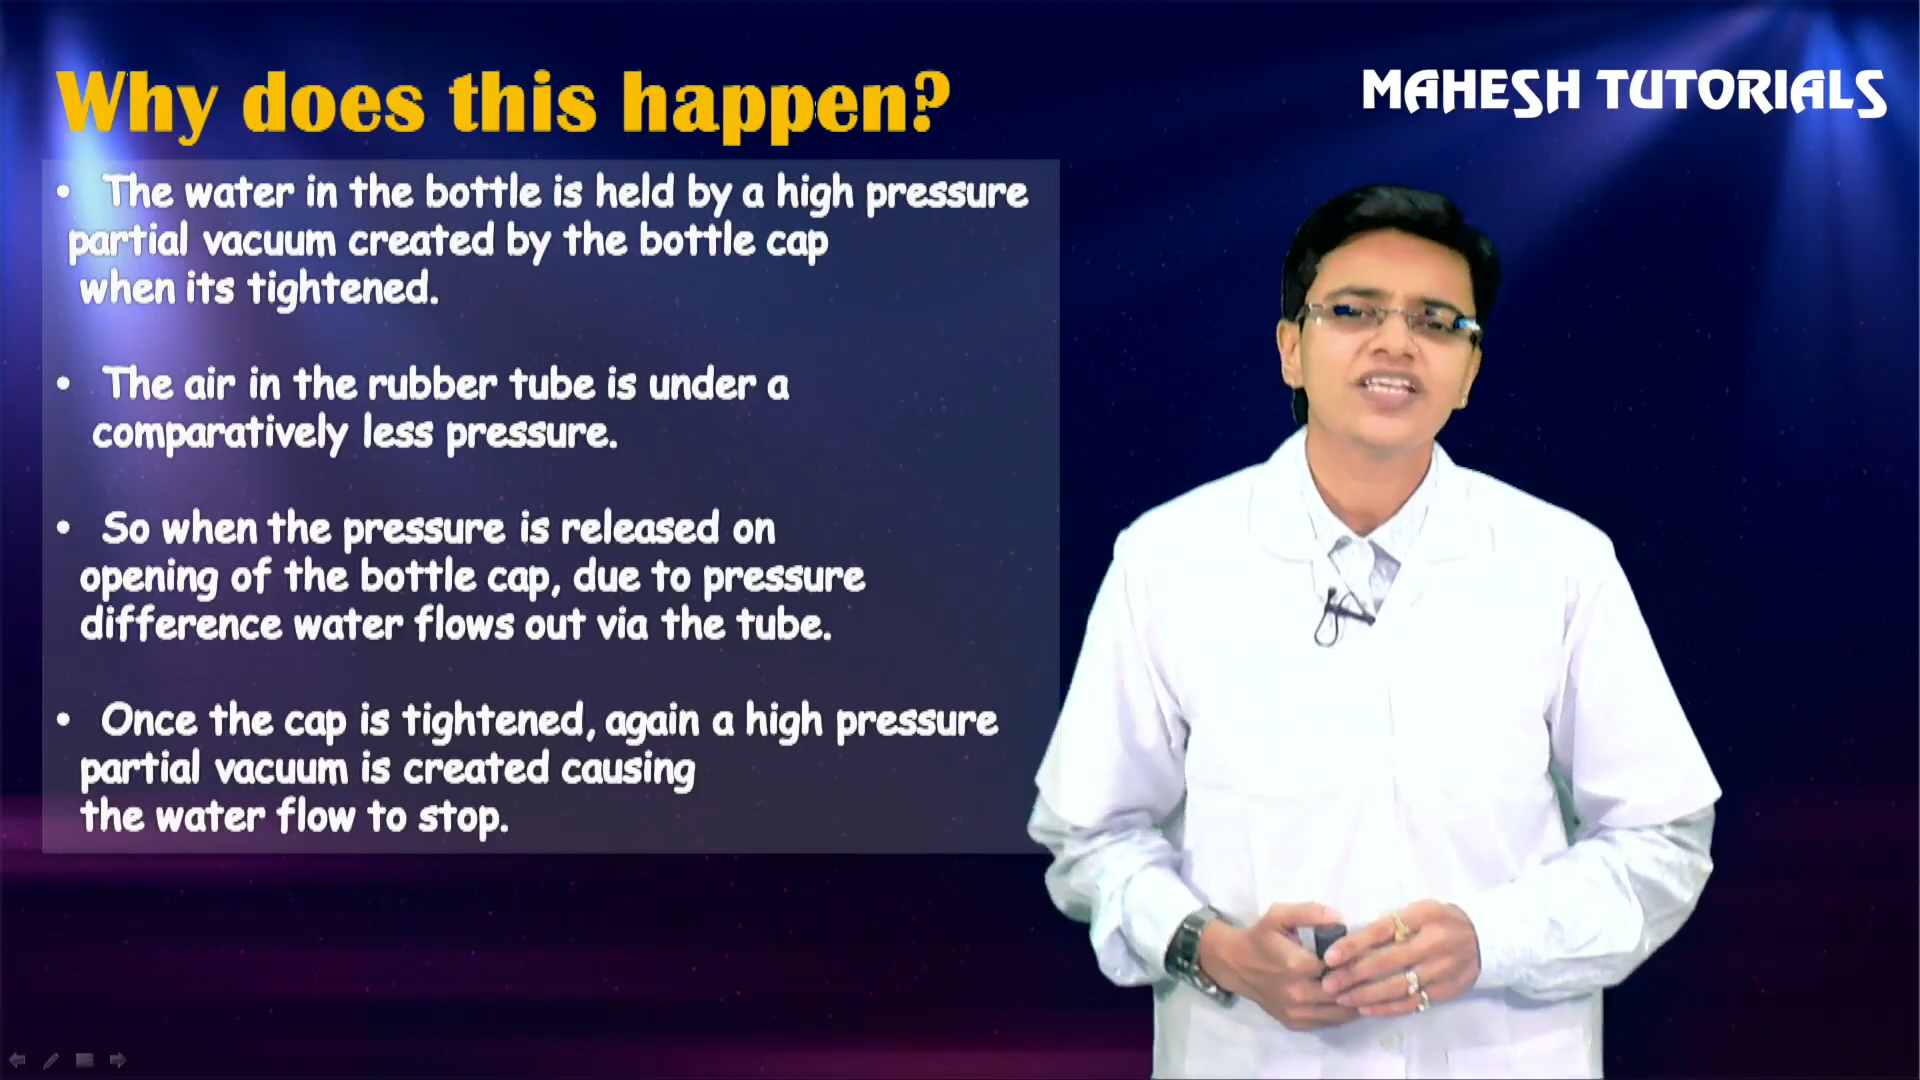 Why does this happen?
MAHESH TUTORIALS
• The water in the bottle is held by a high pressure
partial vacuum created by the bottle cap
when its tightened.
• The air in the rubber tube is under a
comparatively less pressure.
• So when the pressure is released on
opening of the bottle cap, due to pressure
difference water flows out via the tube.
• Once the cap is tightened, again a high pressure
partial vacuum is created causing
the water flow to stop.